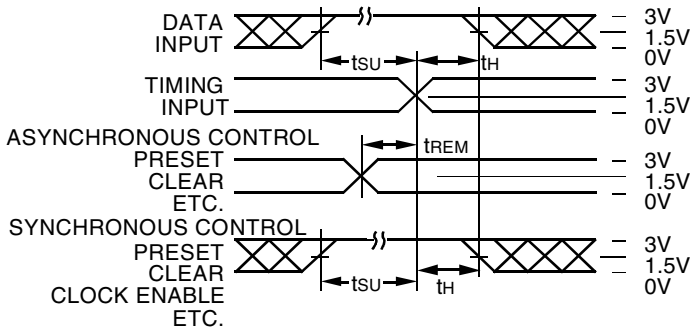 DATA
INPUT
tSU
tH
3V
1.5V
0V
TIMING
INPUT
3V
1.5V
0V
ASYNCHRONOUS CONTROL
PRESET
CLEAR
ETC.
tREM
3V
1.5V
0V
SYNCHRONOUS CONTROL
PRESET
CLEAR
CLOCK ENABLE
ETC.
tSU
tH
3V
1.5V
0V